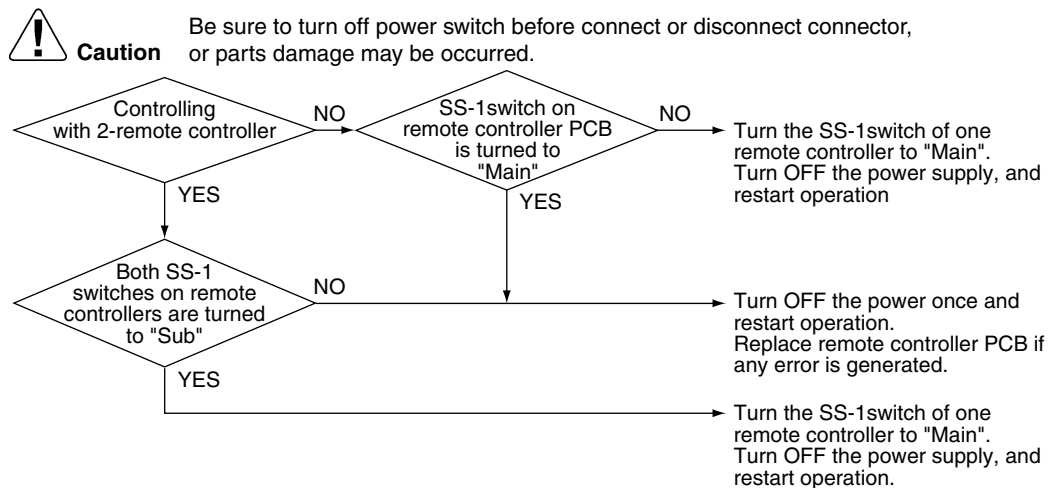 Be sure to turn off power switch before connect or disconnect connector,
Caution or parts damage may be occurred.
Controlling
with 2-remote controller
NO
SS-1switch on
remote controller PCB
is turned to
"Main"
NO
Turn the SS-1switch of one
remote controller to "Main".
Turn OFF the power supply, and
restart operation
YES
YES
Both SS-1
switches on remote
controllers are turned
to "Sub"
NO
Turn OFF the power once and
restart operation.
Replace remote controller PCB if
any error is generated.
YES
Turn the SS-1switch of one
remote controller to "Main".
Turn OFF the power supply, and
restart operation.